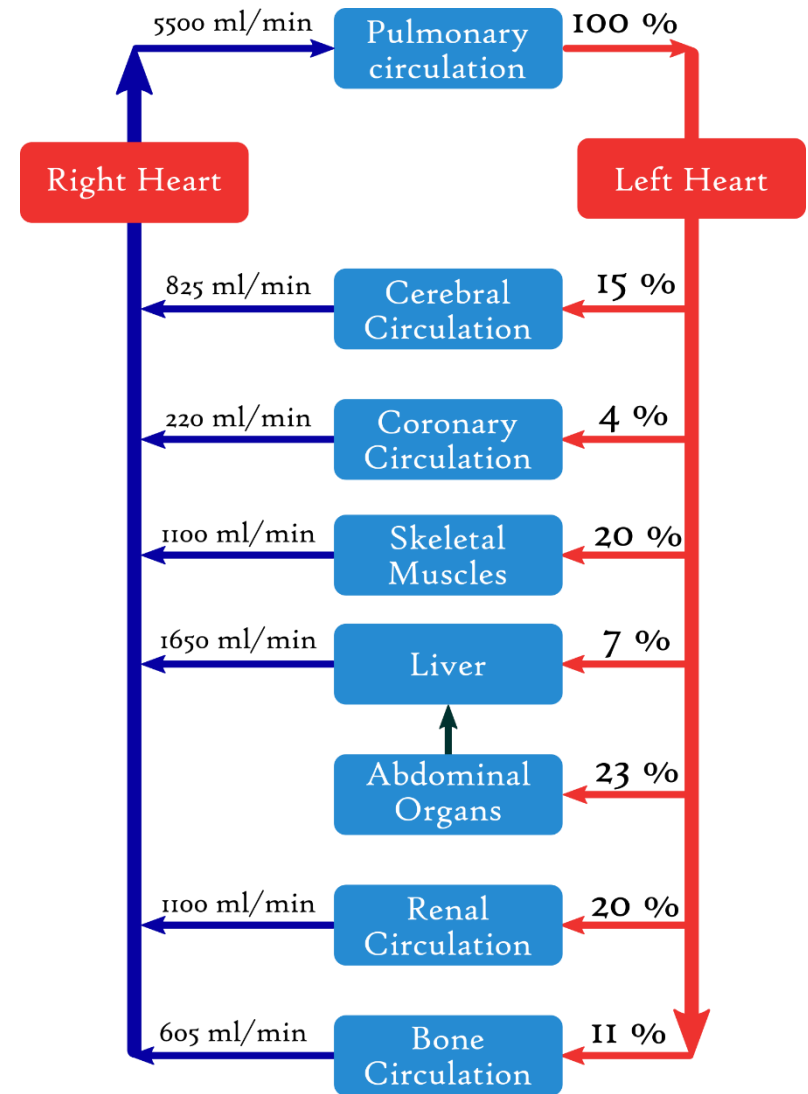 5500 ml/min
Pulmonary
circulation
100 %
Right Heart
Left Heart
825 ml/min
Cerebral
Circulation
15 %
220 ml/min
Coronary
Circulation
4 %
1100 ml/min
Skeletal
Muscles
20 %
1650 ml/min
Liver
7 %
Abdominal
Organs
23 %
1100 ml/min
Renal
Circulation
20 %
605 ml/min
Bone
Circulation
11 %